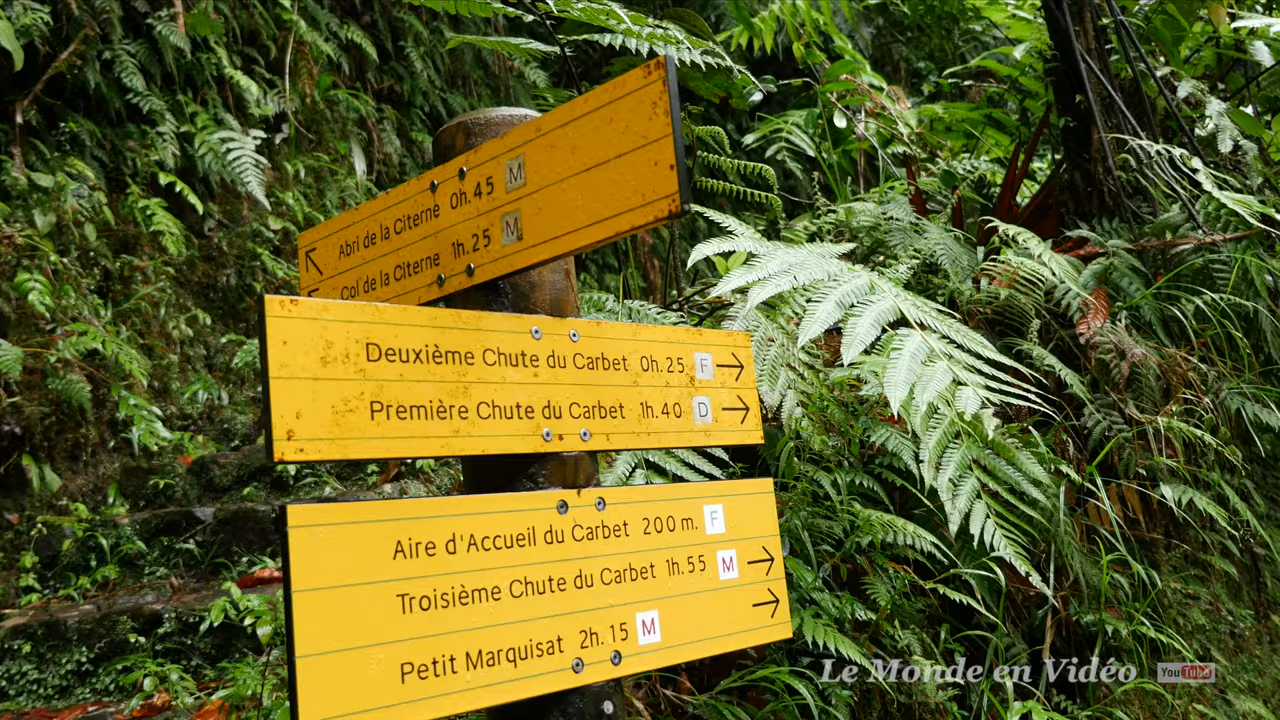 Abri de la Citerne 0h.45 M
Col de la Citerne 1h.25 M
Deuxième Chute du Carbet 0h.25 F
Première Chute du Carbet 1h.40 D
Aire d'Accueil du Carbet 200 m. F
Troisième Chute du Carbet 1h.55 M
Petit Marquisat 2h.15 M
Le Monde en Vidéo YouTube